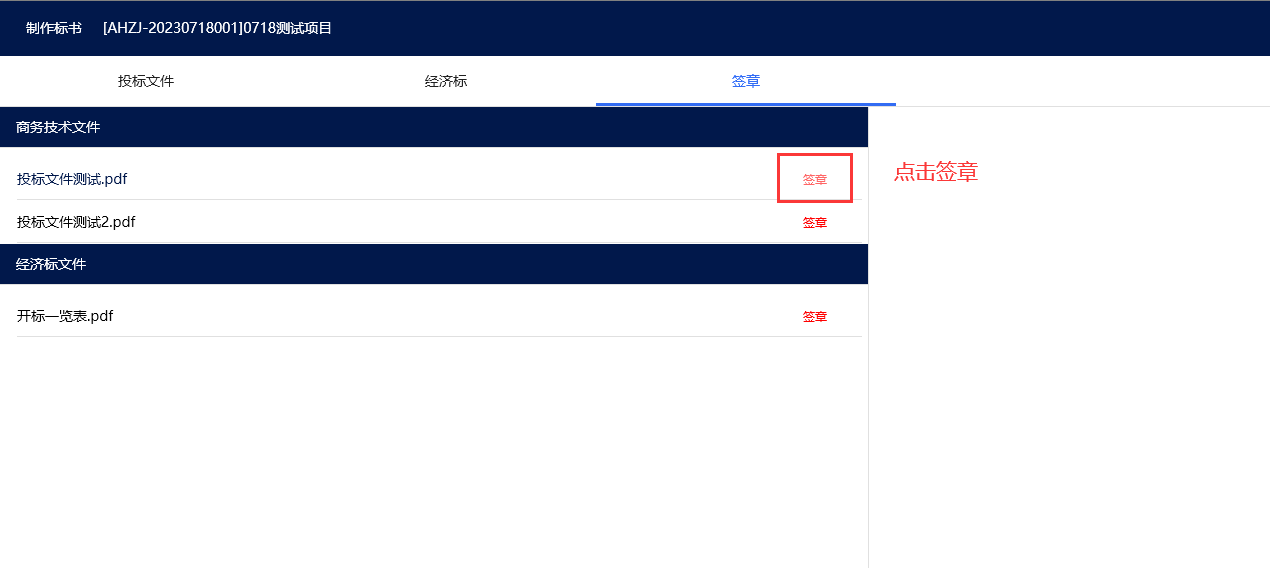 制作标书 [AHZJ-20230718001]0718测试项目
投标文件 经济标 签章
商务技术文件
投标文件测试.pdf 签章 点击签章
投标文件测试2.pdf 签章
经济标文件
开标一览表.pdf 签章